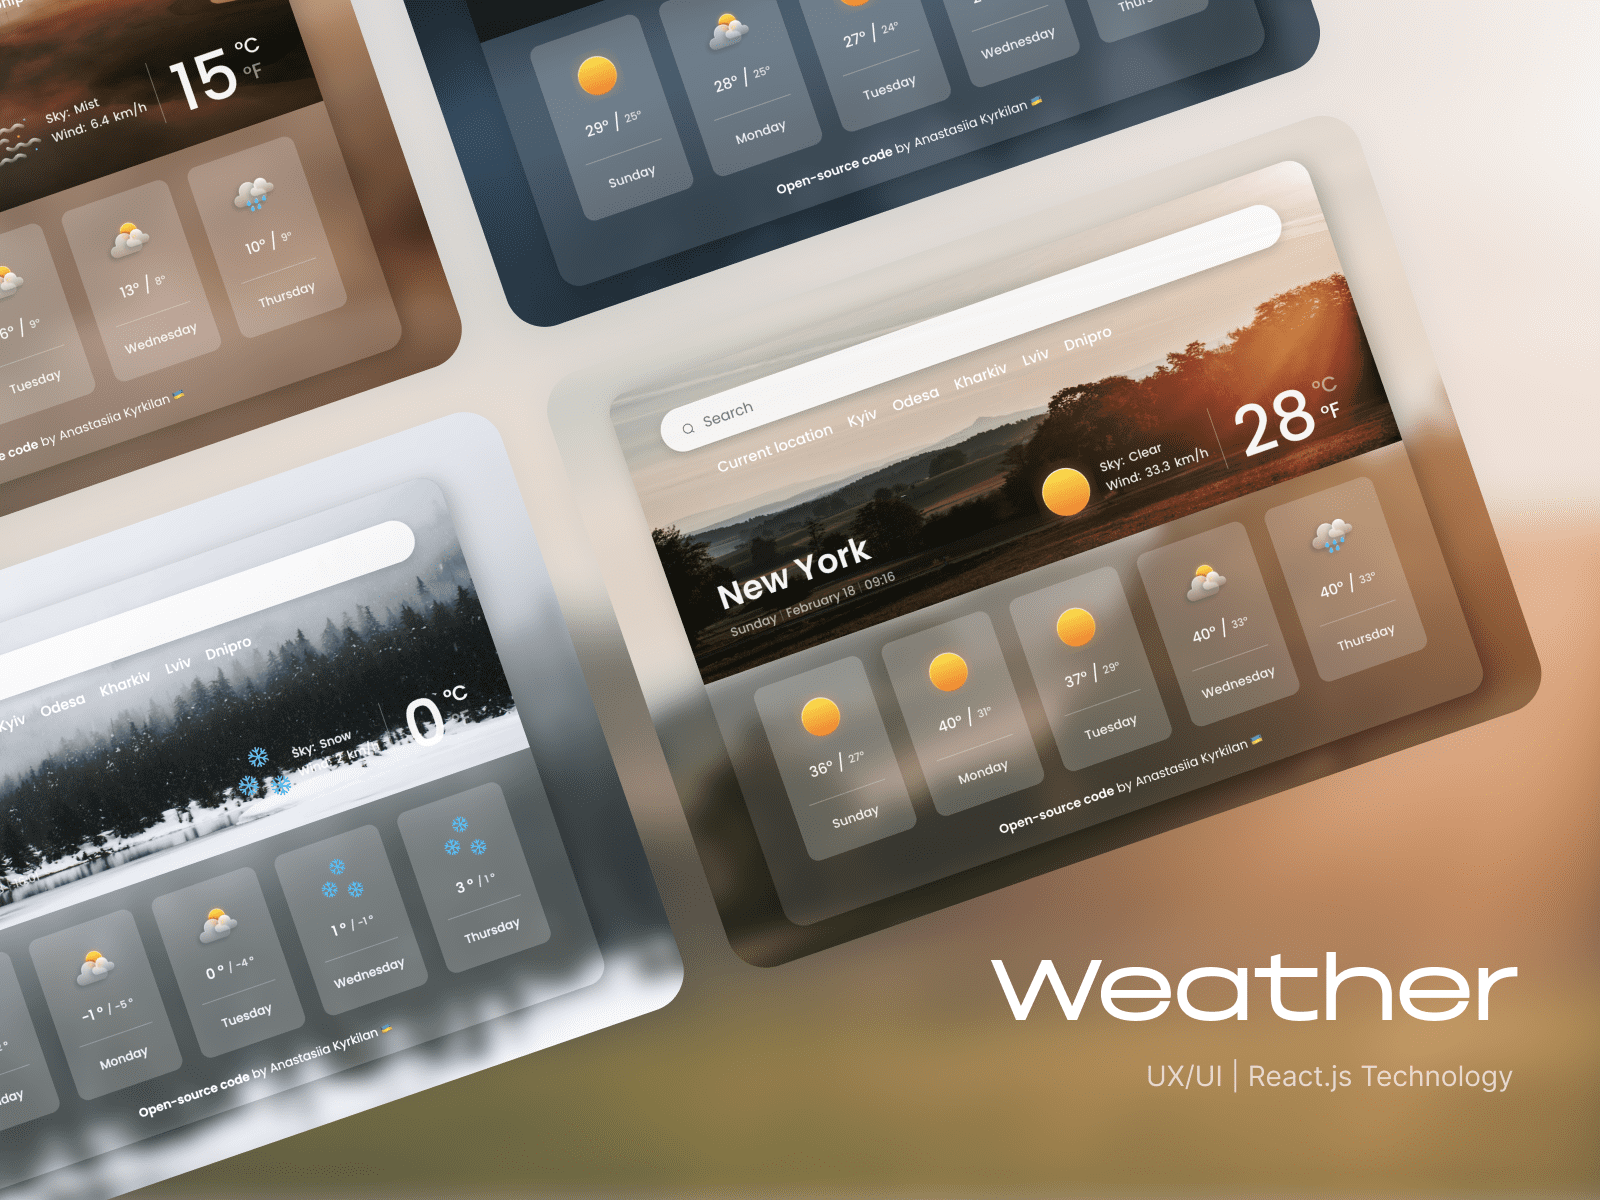 15 °C
°F
Sky: Mist
Wind: 6.4 km/h
9°
Tuesday
13° / 8°
Wednesday
10° / 9°
Thursday
code by Anastasiia Kyrkilan
29° / 25°
Sunday
28° / 25°
Monday
27° / 24°
Tuesday
Wednesday
Open-source code by Anastasiia Kyrkilan
Search
Current location Kyiv Odesa Kharkiv Lviv Dnipro
New York
Sunday | February 18 | 09:16
Sky: Clear
Wind: 33.3 km/h
28 °C
°F
36° / 27°
Sunday
40° / 31°
Monday
37° / 29°
Tuesday
40° / 33°
Wednesday
40° / 33°
Thursday
Open-source code by Anastasiia Kyrkilan
Kyiv Odesa Kharkiv Lviv Dnipro
Sky: Snow
Wind: 2 km/h
0 °C
-1° / -5°
Monday
0° / -4°
Tuesday
1° / -1°
Wednesday
3° / 1°
Thursday
Open-source code by Anastasiia Kyrkilan
Weather
UX/UI | React.js Technology